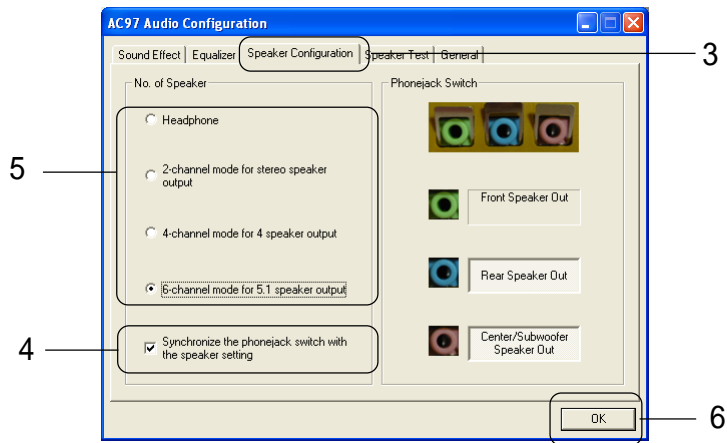 AC97 Audio Configuration
Sound Effect Equalizer Speaker Configuration Speaker Test General
3
No. of Speaker
Headphone
2-channel mode for stereo speaker
output
4-channel mode for 4 speaker output
6-channel mode for 5.1 speaker output
5
Synchronize the phonejack switch with
the speaker setting
4
Phonejack Switch
Front Speaker Out
Rear Speaker Out
Center/Subwoofer
Speaker Out
OK
6